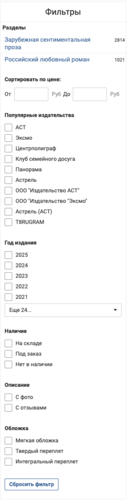 Фильтры
Разделы
Зарубежная сентиментальная 2814
проза
Российский любовный роман 1021
Сортировать по цене:
От Руб До Руб
Популярные издательства
АСТ
Эксмо
Центрполиграф
Клуб семейного досуга
Панорама
Астрель
ООО "Издательство АСТ"
ООО "Издательство "Эксмо"
Астрель (АСТ)
T8RUGRAM
Год издания
2025
2024
2023
2022
2021
Еще 24...
Наличие
На складе
Под заказ
Нет в наличии
Описание
С фото
С отзывами
Обложка
Мягкая обложка
Твердый переплет
Интегральный переплет
Сбросить фильтр